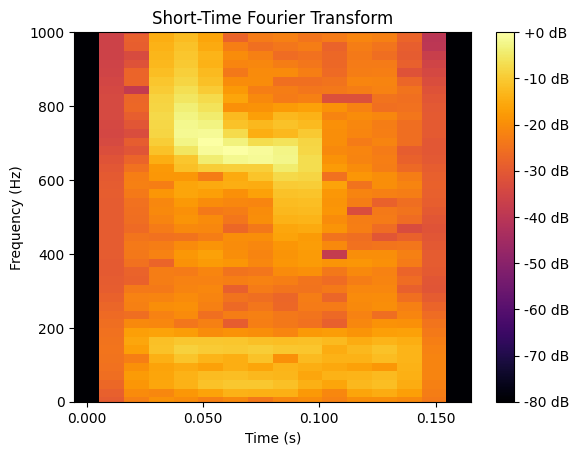 Short-Time Fourier Transform
1000
800
600
400
200
0
Frequency (Hz)
0.000
0.050
0.100
0.150
Time (s)
+0 dB
-10 dB
-20 dB
-30 dB
-40 dB
-50 dB
-60 dB
-70 dB
-80 dB